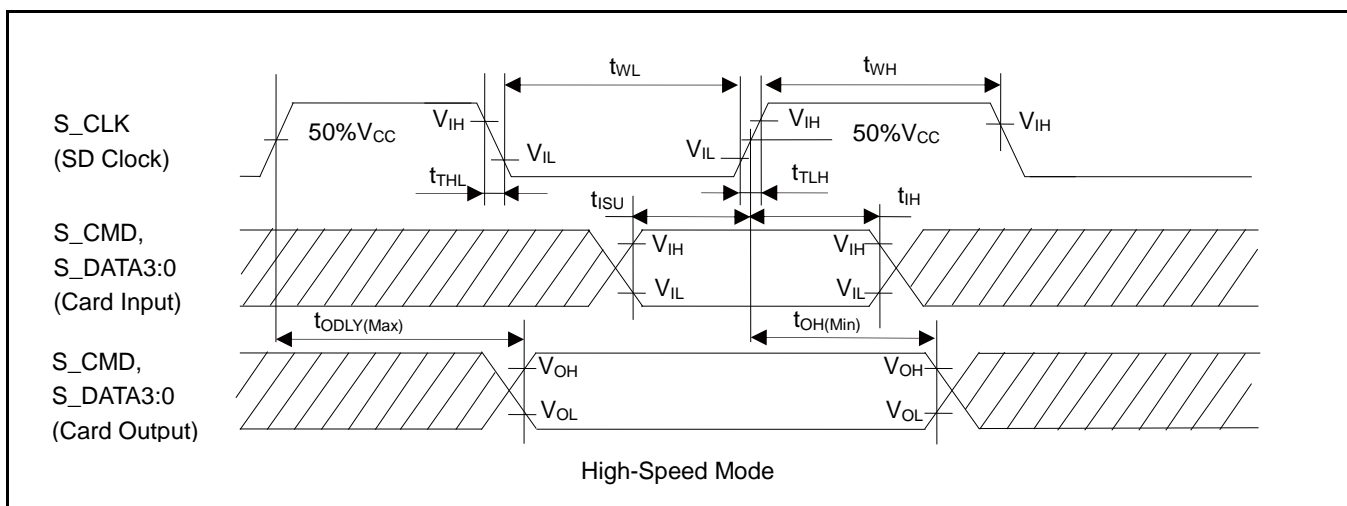 tWL
tWH
S_CLK
(SD Clock)
50%VCC
VIH
VIL
VIL
VIH
50%VCC
VIH
tTHL
tTLH
tISU
tIH
S_CMD,
S_DATA3:0
(Card Input)
VIH
VIL
VIH
VIL
tODLY(Max)
tOH(Min)
S_CMD,
S_DATA3:0
(Card Output)
VOH
VOL
VOH
VOL
High-Speed Mode